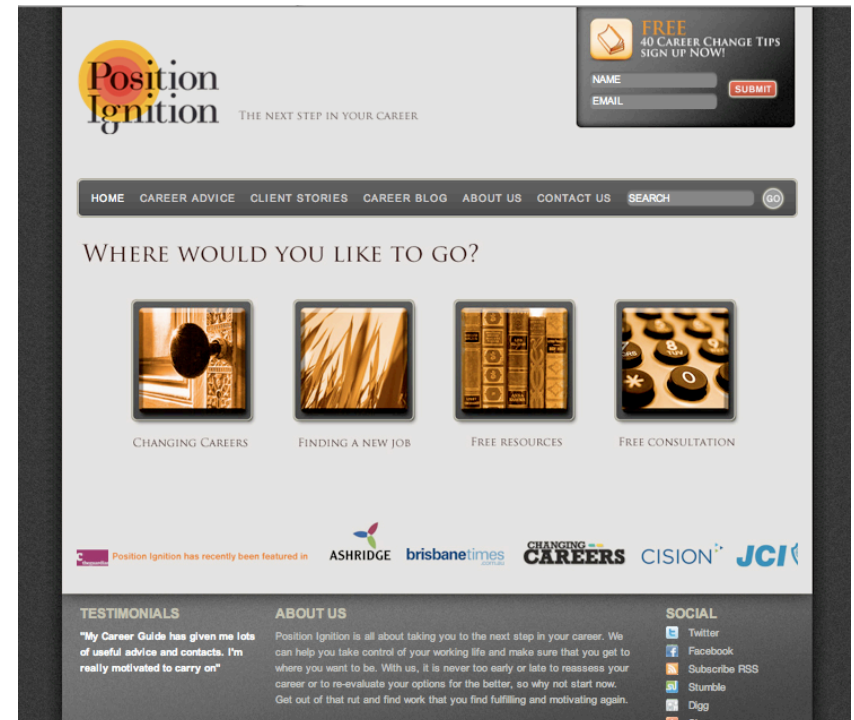 Position
Ignition
THE NEXT STEP IN YOUR CAREER
FREE
40 CAREER CHANGE TIPS
SIGN UP NOW!
NAME
EMAIL
SUBMIT
HOME CAREER ADVICE CLIENT STORIES CAREER BLOG ABOUT US CONTACT US SEARCH GO
WHERE WOULD YOU LIKE TO GO?
CHANGING CAREERS
FINDING A NEW JOB
FREE RESOURCES
FREE CONSULTATION
Position Ignition has recently been featured in
ASHRIDGE
brisbanetimes
.com.au
CHANGING
CAREERS
CISION
JCI
TESTIMONIALS
"My Career Guide has given me lots
of useful advice and contacts. I'm
really motivated to carry on"
ABOUT US
Position Ignition is all about taking you to the next step in your career. We
can help you take control of your working life and make sure that you get to
where you want to be. With us, it is never too early or late to reassess your
career or to re-evaluate your options for the better, so why not start now.
Get out of that rut and find work that you find fulfilling and motivating again.
SOCIAL
Twitter
Facebook
Subscribe RSS
Stumble
Digg